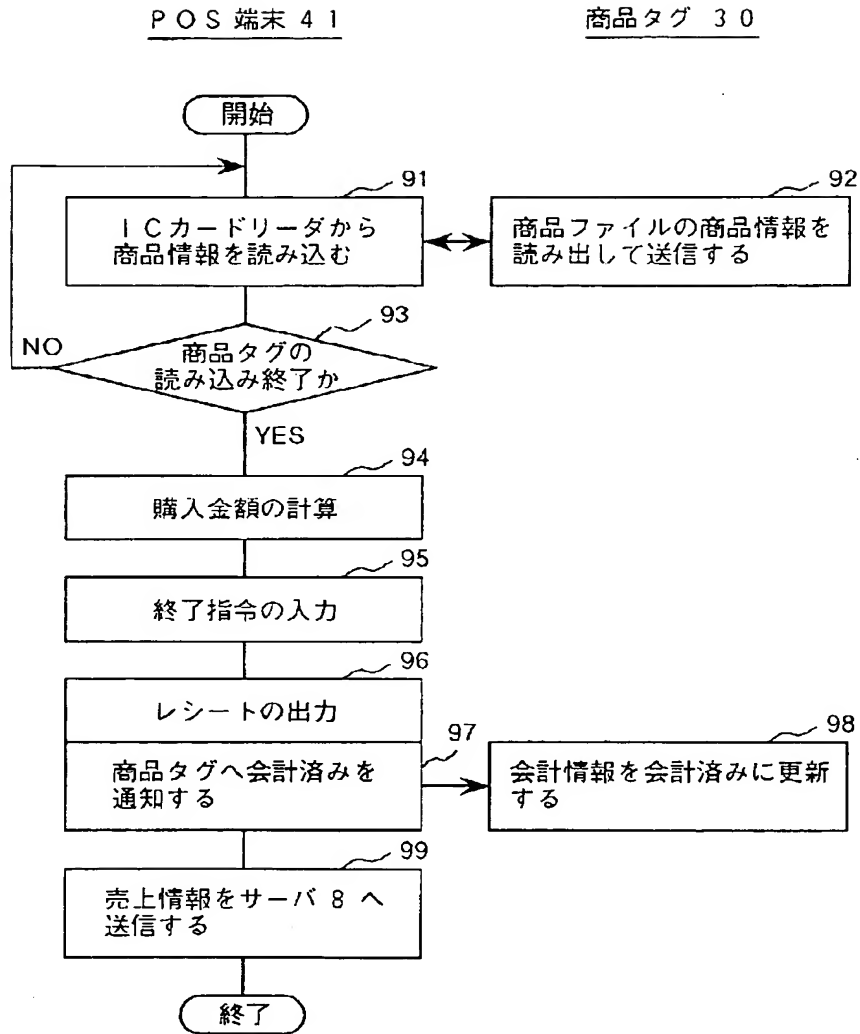 POS端末41
商品タグ 30
開始
91
ICカードリーダから
商品情報を読み込む
92
商品ファイルの商品情報を
読み出して送信する
93
商品タグの
読み込み終了か
NO
YES
94
購入金額の計算
95
終了指令の入力
96
レシートの出力
97
商品タグへ会計済みを
通知する
98
会計情報を会計済みに更新
する
99
売上情報をサーバ8へ
送信する
終了